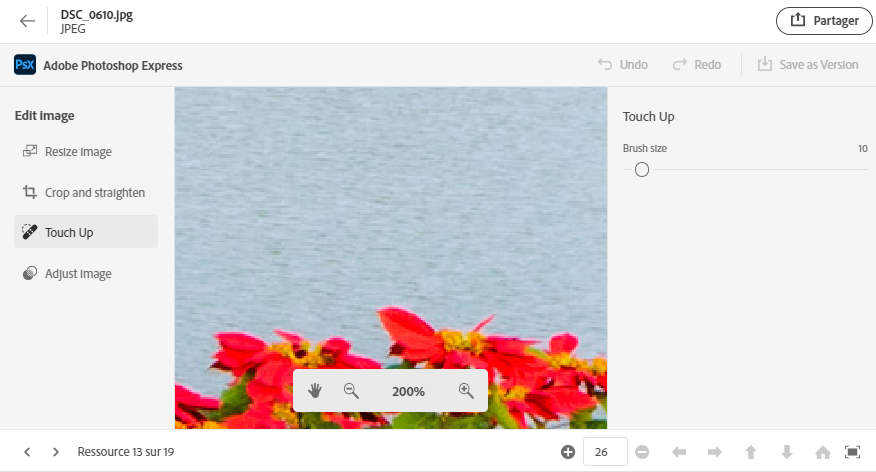 DSC_0610.jpg
JPEG
Partager
PsX Adobe Photoshop Express
Undo
Redo
Save as Version
Edit image
Resize image
Crop and straighten
Touch Up
Adjust image
Touch Up
Brush size 10
200%
Ressource 13 sur 19
26